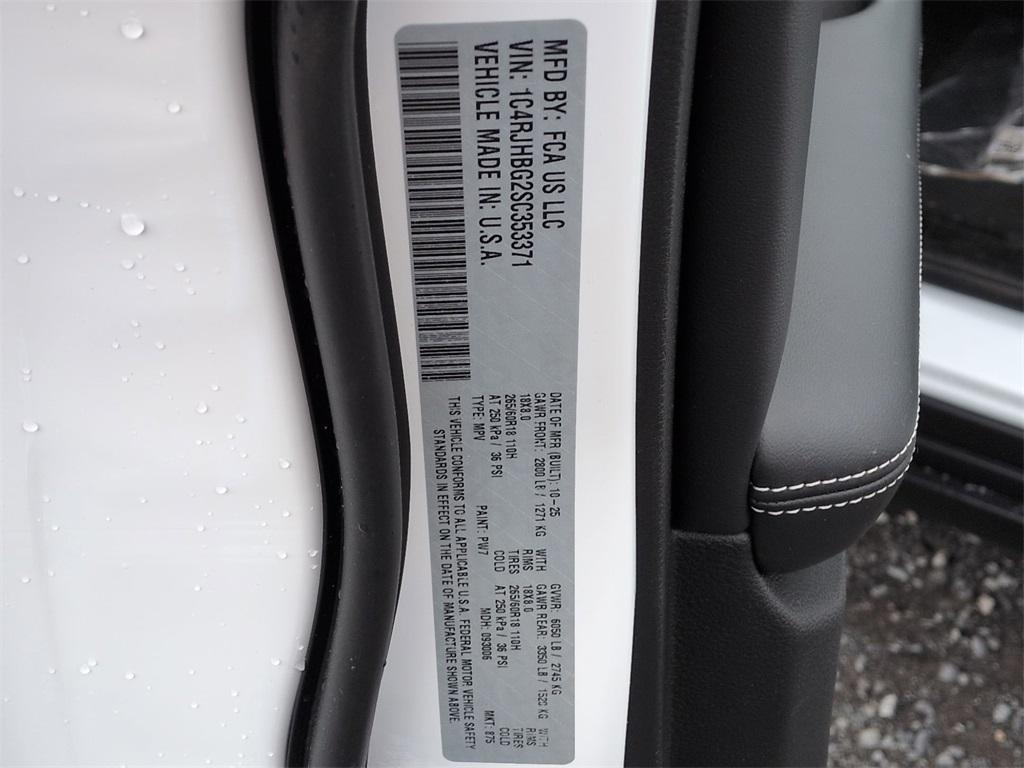 MFD BY: FCA US LLC
VIN: 1C4RJHBG2SC353371
VEHICLE MADE IN: U.S.A.
DATE OF MFR (BUILT): 10-25 GVWR: 6050 LB / 2745 KG
GAWR FRONT: 2800 LB / 1271 KG WITH GAWR REAR: 3350 LB / 1520 KG WITH
18X8.0 RIMS 18X8.0 RIMS
265/60R18 110H TIRES 265/60R18 110H TIRES
AT 250 kPa / 36 PSI COLD AT 250 kPa / 36 PSI COLD
TYPE: MPV PAINT: PW7 MDH: 093006 MKT: 875
THIS VEHICLE CONFORMS TO ALL APPLICABLE U.S.A. FEDERAL MOTOR VEHICLE SAFETY
STANDARDS IN EFFECT ON THE DATE OF MANUFACTURE SHOWN ABOVE.